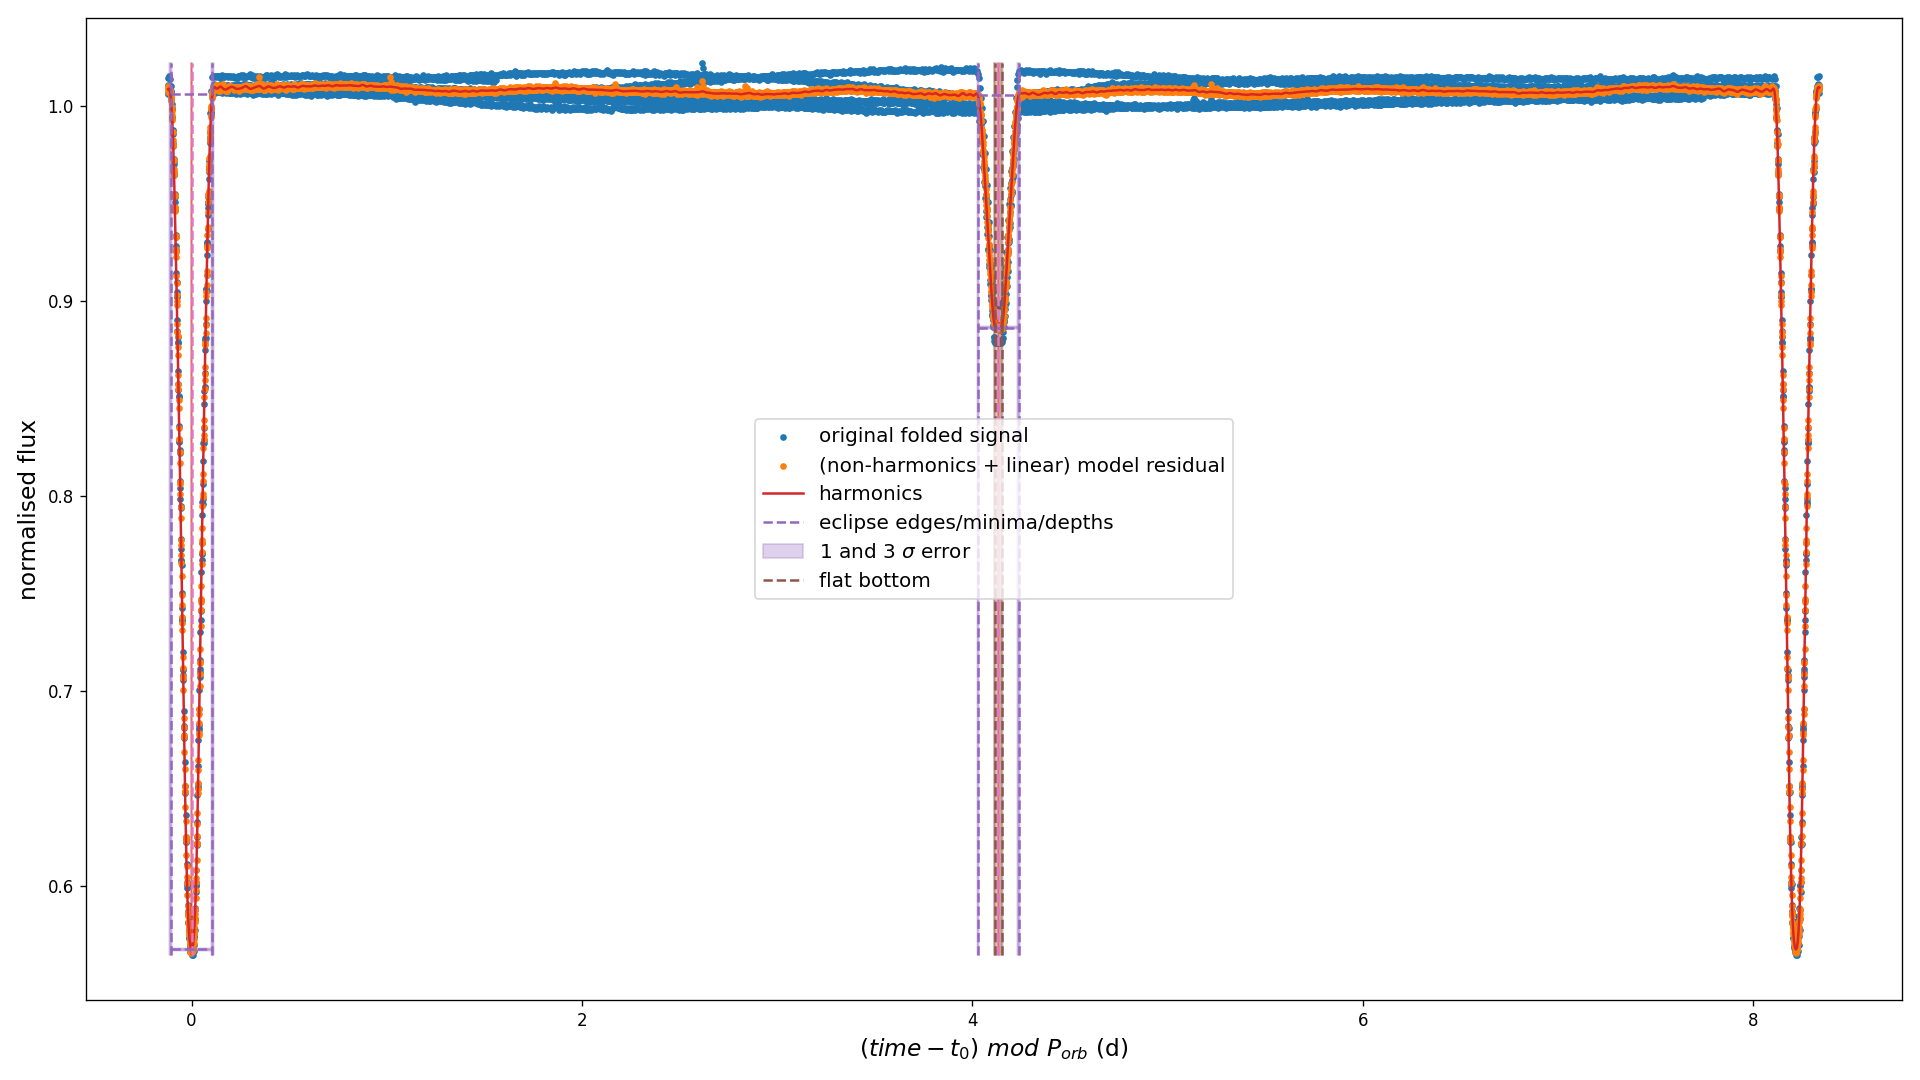 normalised flux
1.0
0.9
0.8
0.7
0.6
original folded signal
(non-harmonics + linear) model residual
harmonics
eclipse edges/minima/depths
1 and 3 σ error
flat bottom
0 2 4 6 8
(time − t₀) mod Pₒᵣb (d)